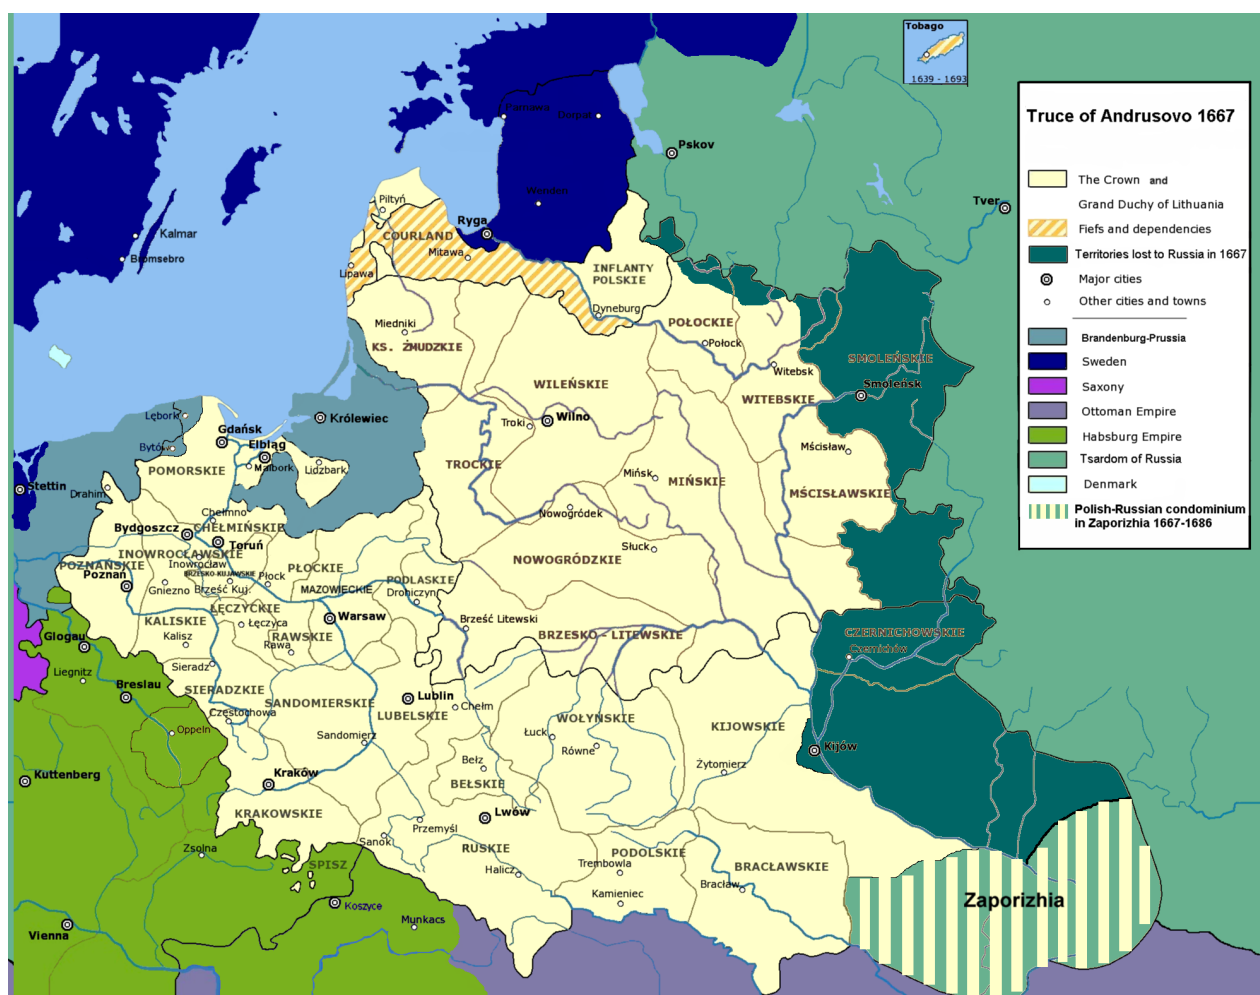 Tobago
1639 - 1693
Truce of Andrusovo 1667
The Crown and
Grand Duchy of Lithuania
Fiefs and dependencies
Territories lost to Russia in 1667
Major cities
Other cities and towns
Brandenburg-Prussia
Sweden
Saxony
Ottoman Empire
Habsburg Empire
Tsardom of Russia
Denmark
Polish-Russian condominium
in Zaporizhia 1667-1686
Parnawa
Dorpat
Pskov
Tver
Wenden
Piltyń
Ryga
Kalmar
Bromsebro
COURLAND
Mitawa
Lipawa
INFLANTY
POLSKIE
Dyneburg
Miedniki
KS. ŻMUDZKIE
POŁOCKIE
Połock
Witebsk
SMOLEŃSKIE
Smoleńsk
WILEŃSKIE
WITEBSKIE
Lębork
Gdańsk
Królewiec
Troki
Wilno
Bytów
Elbląg
Malbork
Lidzbark
Mścisław
POMORSKIE
TROCKIE
Mińsk
MIŃSKIE
MŚCISŁAWSKIE
Stettin
Drahim
Chełmno
Nowogródek
Bydgoszcz
CHEŁMIŃSKIE
Toruń
Słuck
INOWROCŁAWSKIE
Inowrocław
POZNAŃSKIE
Poznań
BRZESKO-KUJAWSKIE
PŁOCKIE
NOWOGRÓDZKIE
Gniezno
Brześć Kuj.
Płock
MAZOWIECKIE
PODLASKIE
Drohiczyn
ŁĘCZYCKIE
KALISKIE
Łęczyca
Warsaw
Brześć Litewski
Glogau
Kalisz
RAWSKIE
Rawa
BRZESKO - LITEWSKIE
CZERNICHOWSKIE
Czernichów
Liegnitz
Sieradz
Breslau
SIERADZKIE
SANDOMIERSKIE
Lublin
LUBELSKIE
Chełm
Częstochowa
WOŁYŃSKIE
KIJOWSKIE
Oppeln
Sandomierz
Łuck
Równe
Kijów
Kuttenberg
Kraków
Bełz
BEŁSKIE
Żytomierz
KRAKOWSKIE
Lwów
Przemyśl
Sanok
Zsolna
SPISZ
RUSKIE
Halicz
PODOLSKIE
Trembowla
BRACŁAWSKIE
Bracław
Kamieniec
Zaporizhia
Koszyce
Munkacs
Vienna